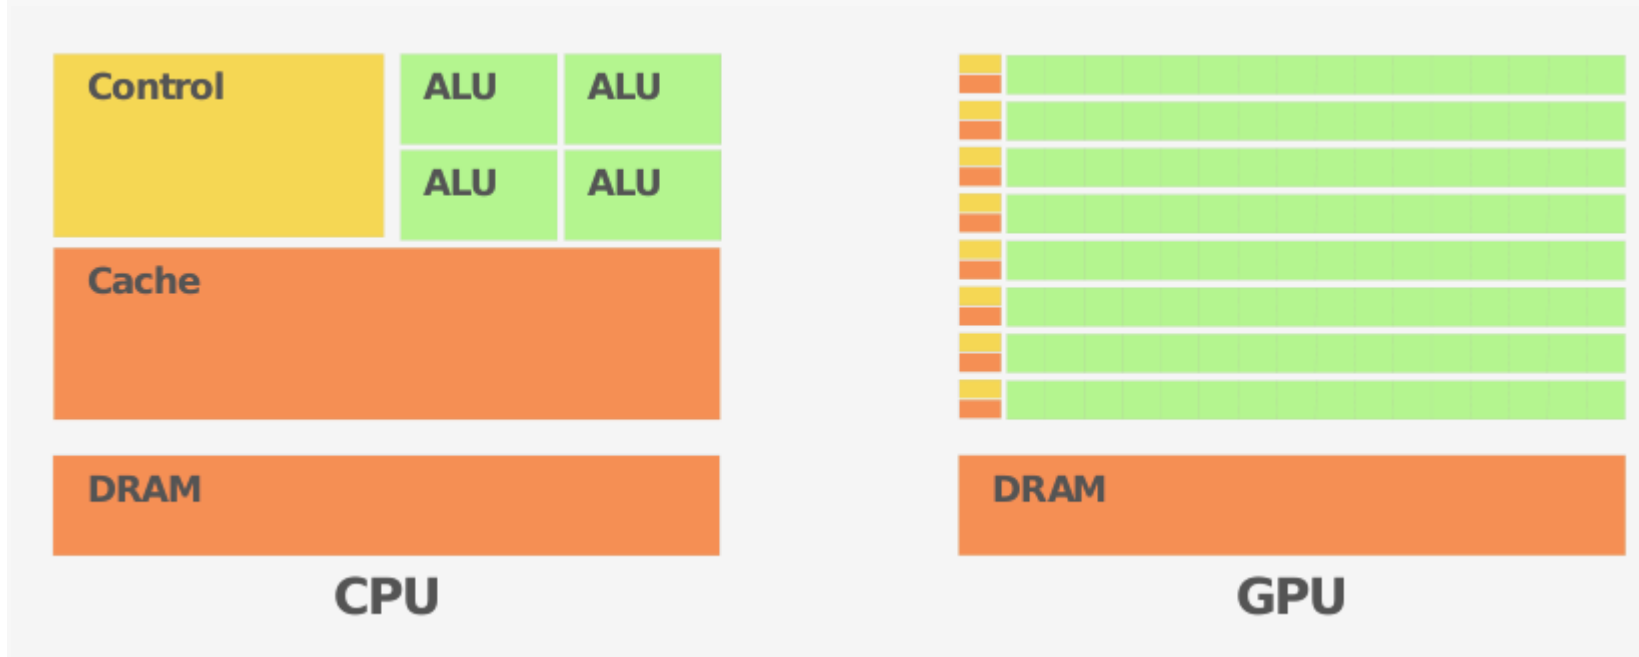 Control
ALU
ALU
ALU
ALU
Cache
DRAM
CPU
DRAM
GPU